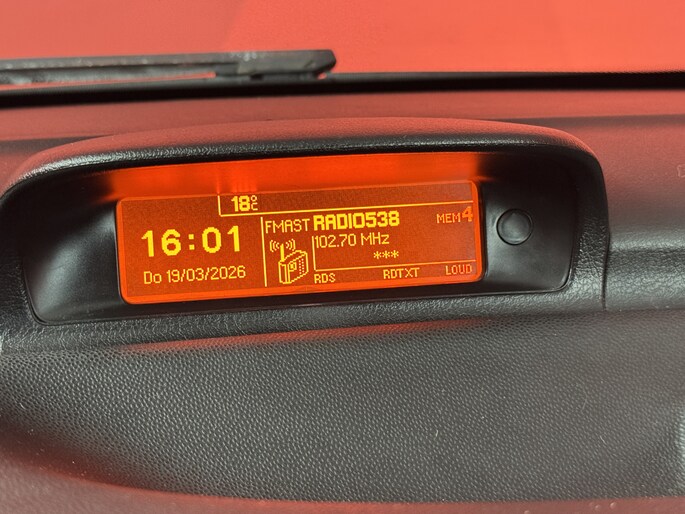 18°C
16:01
Do 19/03/2026
FMAST RADIO538
MEM4
102.70 MHz
***
RDS RDTXT LOUD